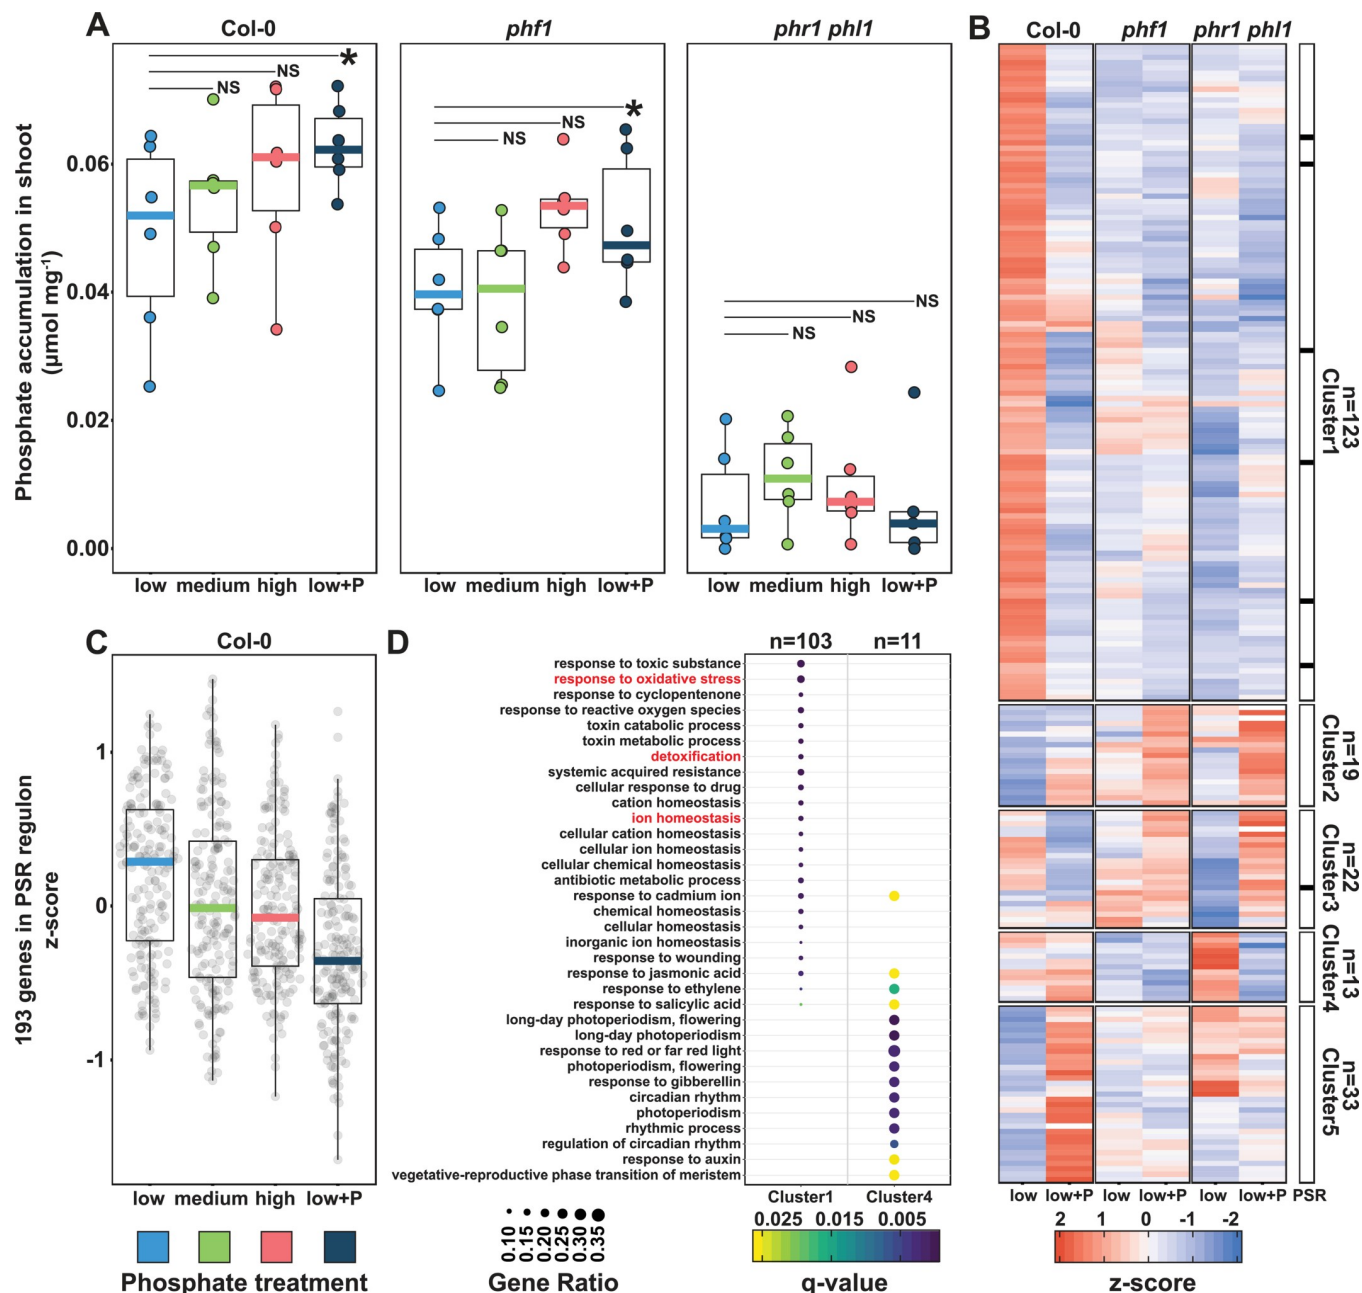 A
Col-0
phf1
phr1 phl1
Phosphate accumulation in shoot
(µmol mg-1)
0.06
0.04
0.02
0.00
NS
NS
*
NS
NS
*
NS
NS
NS
low medium high low+P
low medium high low+P
low medium high low+P
B
Col-0
phf1
phr1 phl1
n=123
Cluster1
n=19
Cluster2
n=22
Cluster3
n=13
Cluster4
n=33
Cluster5
low low+P low low+P low low+P PSR
2 1 0 -1 -2
z-score
C
Col-0
193 genes in PSR regulon
z-score
1
0
-1
low medium high low+P
Phosphate treatment
D
n=103
n=11
response to toxic substance
response to oxidative stress
response to cyclopentenone
response to reactive oxygen species
toxin catabolic process
toxin metabolic process
detoxification
systemic acquired resistance
cellular response to drug
cation homeostasis
ion homeostasis
cellular cation homeostasis
cellular ion homeostasis
cellular chemical homeostasis
antibiotic metabolic process
response to cadmium ion
chemical homeostasis
cellular homeostasis
inorganic ion homeostasis
response to wounding
response to jasmonic acid
response to ethylene
response to salicylic acid
long-day photoperiodism, flowering
long-day photoperiodism
response to red or far red light
photoperiodism, flowering
response to gibberellin
circadian rhythm
photoperiodism
rhythmic process
regulation of circadian rhythm
response to auxin
vegetative-reproductive phase transition of meristem
Cluster1 Cluster4
0.10 0.15 0.20 0.25 0.30 0.35
Gene Ratio
0.025 0.015 0.005
q-value